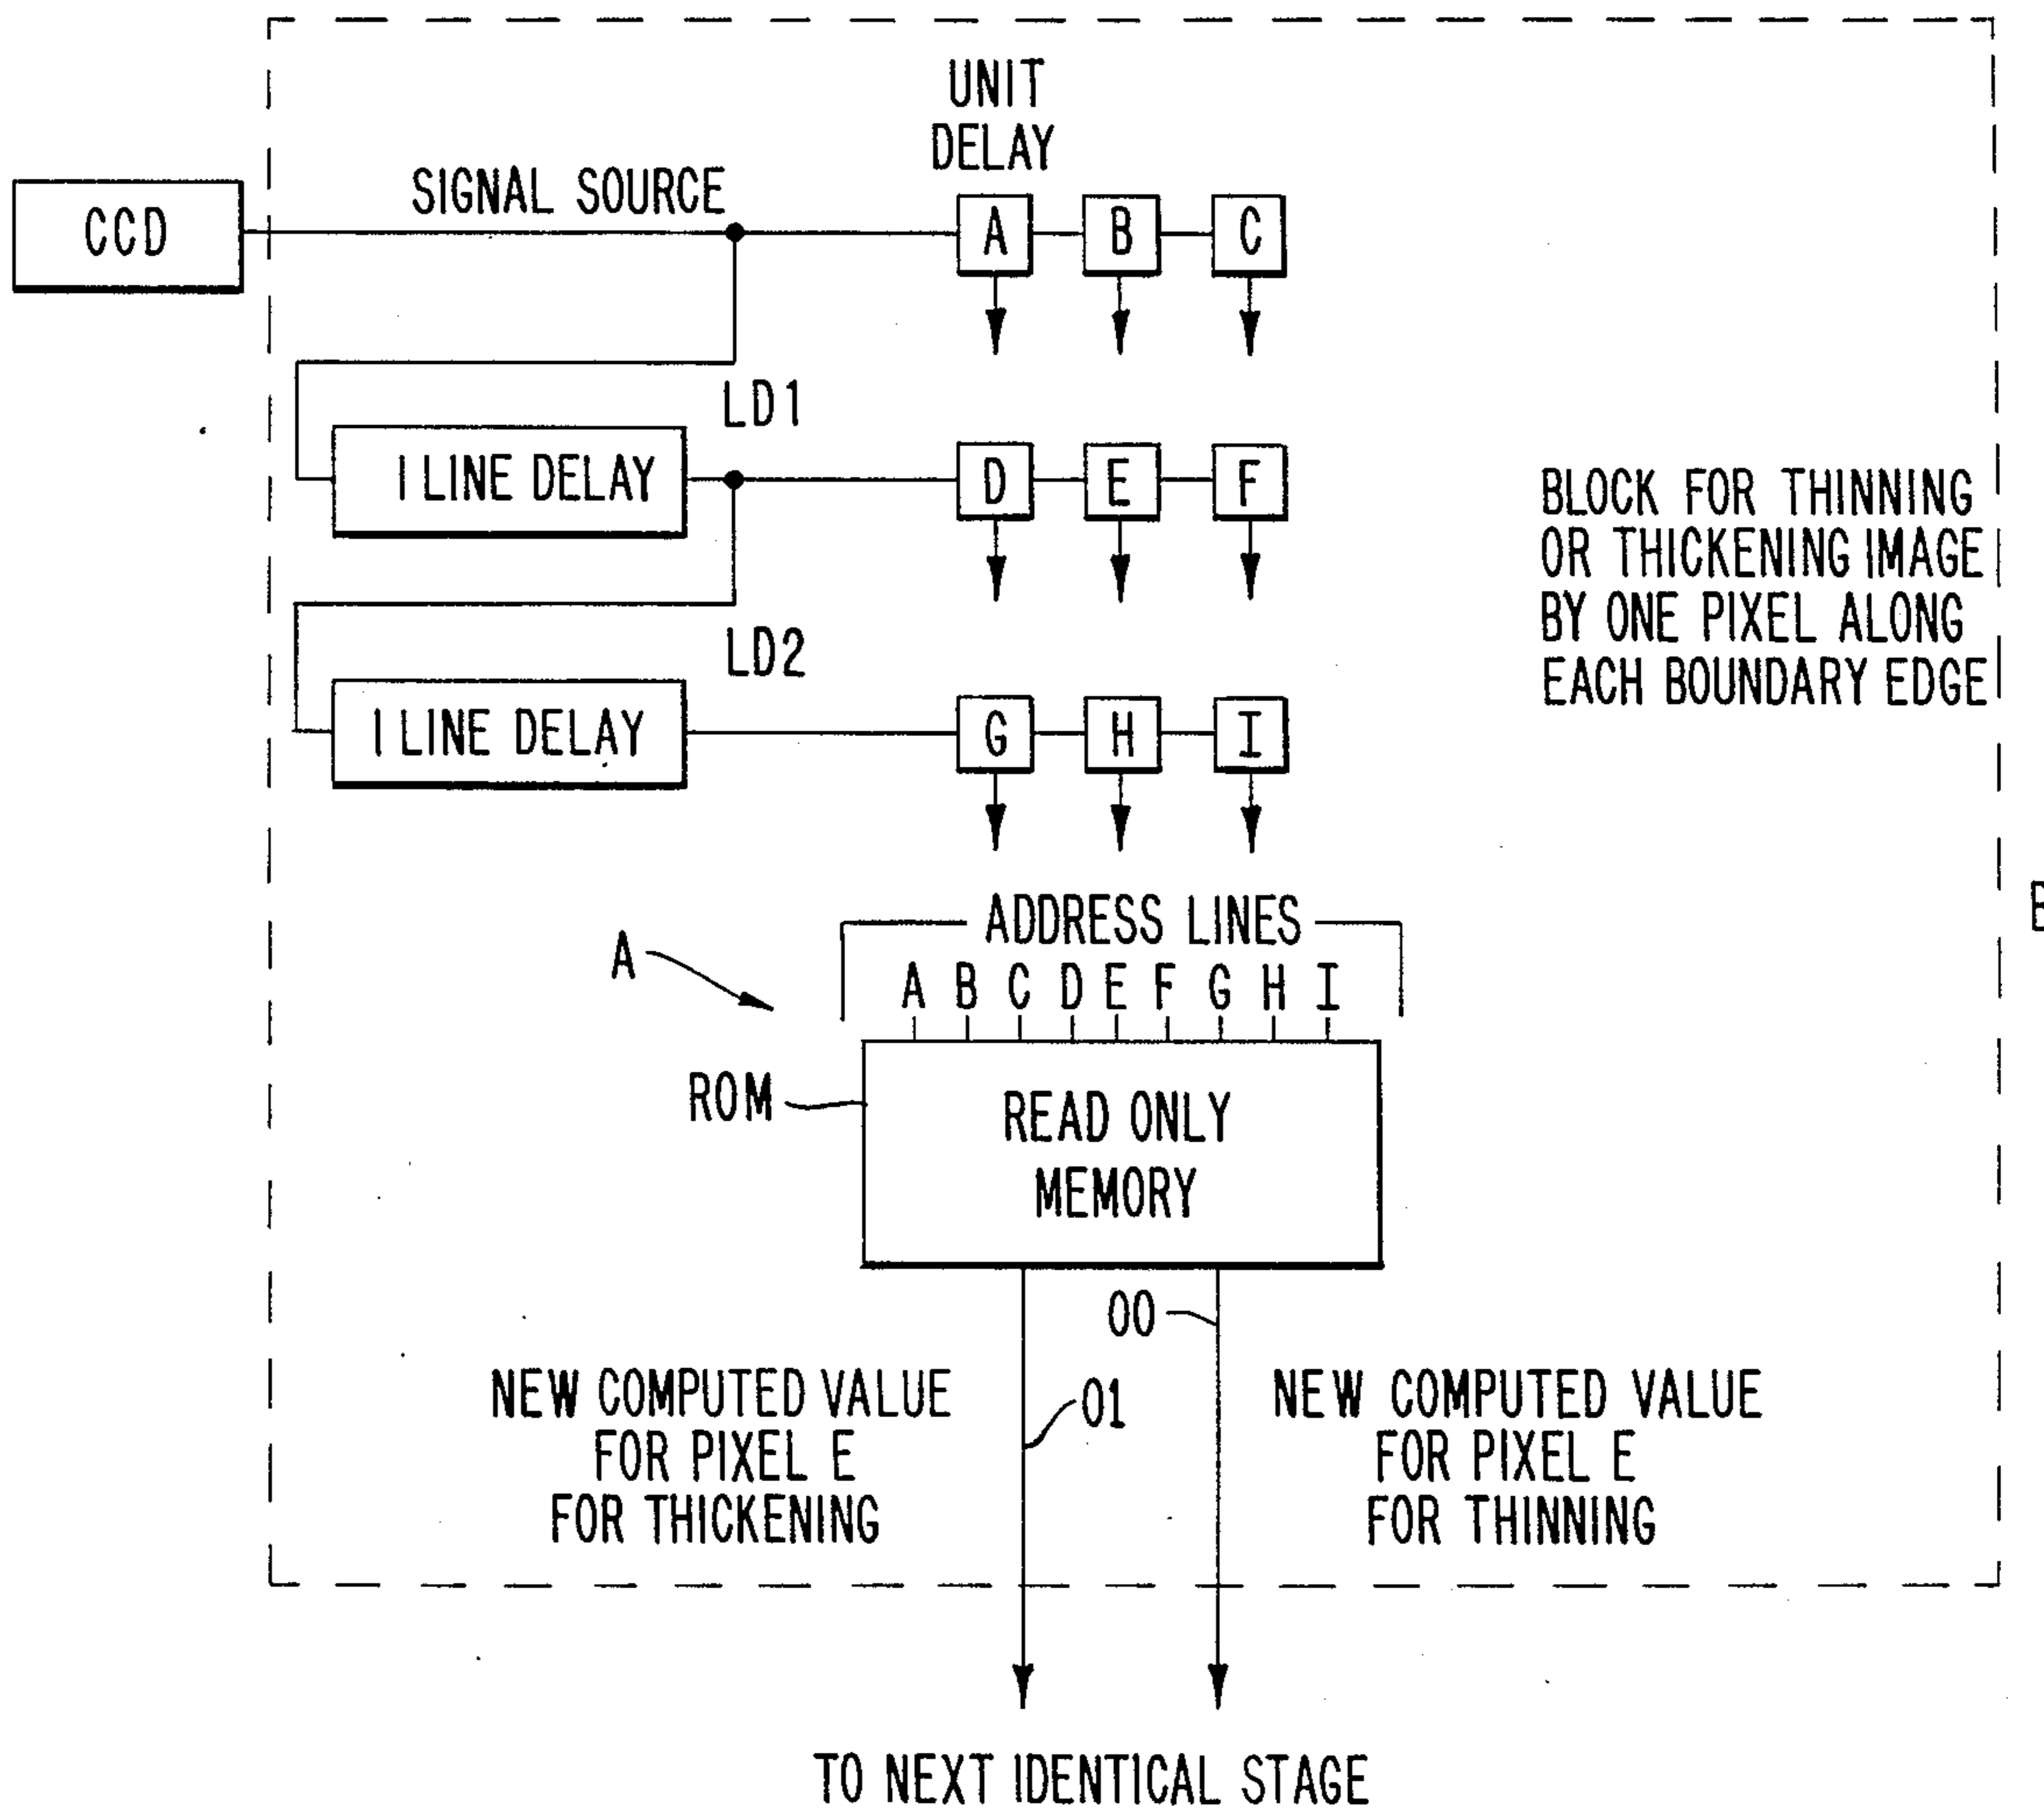 UNIT
DELAY
SIGNAL SOURCE
CCD
A B C
LD1
1 LINE DELAY
D E F
BLOCK FOR THINNING
OR THICKENING IMAGE
BY ONE PIXEL ALONG
EACH BOUNDARY EDGE
LD2
1 LINE DELAY
G H I
ADDRESS LINES
A
A B C D E F G H I
ROM
READ ONLY
MEMORY
00
01
NEW COMPUTED VALUE
FOR PIXEL E
FOR THICKENING
NEW COMPUTED VALUE
FOR PIXEL E
FOR THINNING
TO NEXT IDENTICAL STAGE